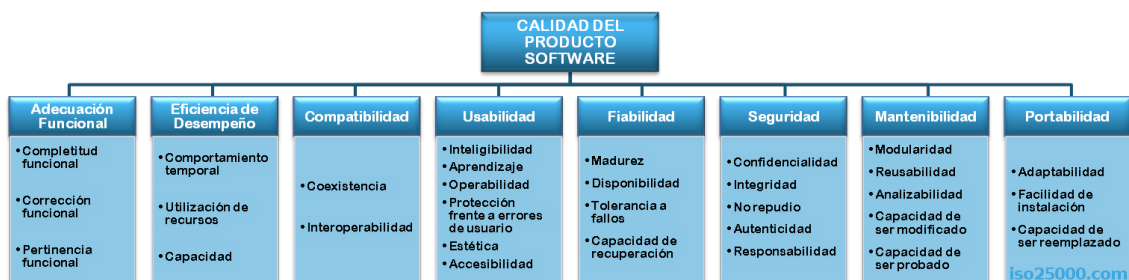 CALIDAD DEL
PRODUCTO
SOFTWARE
Adecuación
Funcional
• Completitud
funcional
• Corrección
funcional
• Pertinencia
funcional
Eficiencia de
Desempeño
• Comportamiento
temporal
• Utilización de
recursos
• Capacidad
Compatibilidad
• Coexistencia
• Interoperabilidad
Usabilidad
• Inteligibilidad
• Aprendizaje
• Operabilidad
• Protección
frente a errores
de usuario
• Estética
• Accesibilidad
Fiabilidad
• Madurez
• Disponibilidad
• Tolerancia a
fallos
• Capacidad de
recuperación
Seguridad
• Confidencialidad
• Integridad
• No repudio
• Autenticidad
• Responsabilidad
Mantenibilidad
• Modularidad
• Reusabilidad
• Analizabilidad
• Capacidad de
ser modificado
• Capacidad de
ser probado
Portabilidad
• Adaptabilidad
• Facilidad de
instalación
• Capacidad de
ser reemplazado
iso25000.com